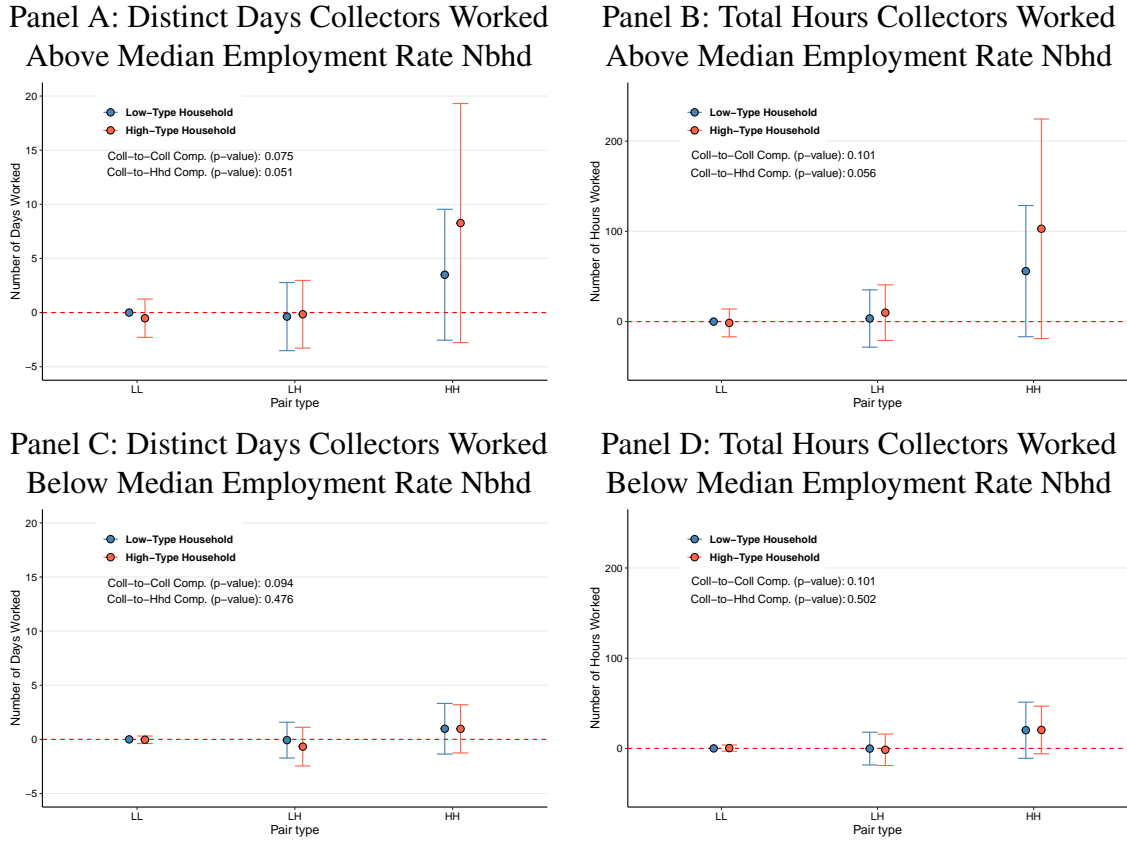 Panel A: Distinct Days Collectors Worked
Above Median Employment Rate Nbhd
20
15
10
5
0
−5
Number of Days Worked
Low−Type Household
High−Type Household
Coll−to−Coll Comp. (p−value): 0.075
Coll−to−Hhd Comp. (p−value): 0.051
LL
LH
HH
Pair type
Panel B: Total Hours Collectors Worked
Above Median Employment Rate Nbhd
200
100
0
Number of Hours Worked
Low−Type Household
High−Type Household
Coll−to−Coll Comp. (p−value): 0.101
Coll−to−Hhd Comp. (p−value): 0.056
LL
LH
HH
Pair type
Panel C: Distinct Days Collectors Worked
Below Median Employment Rate Nbhd
20
15
10
5
0
−5
Number of Days Worked
Low−Type Household
High−Type Household
Coll−to−Coll Comp. (p−value): 0.094
Coll−to−Hhd Comp. (p−value): 0.476
LL
LH
HH
Pair type
Panel D: Total Hours Collectors Worked
Below Median Employment Rate Nbhd
200
100
0
Number of Hours Worked
Low−Type Household
High−Type Household
Coll−to−Coll Comp. (p−value): 0.101
Coll−to−Hhd Comp. (p−value): 0.502
LL
LH
HH
Pair type